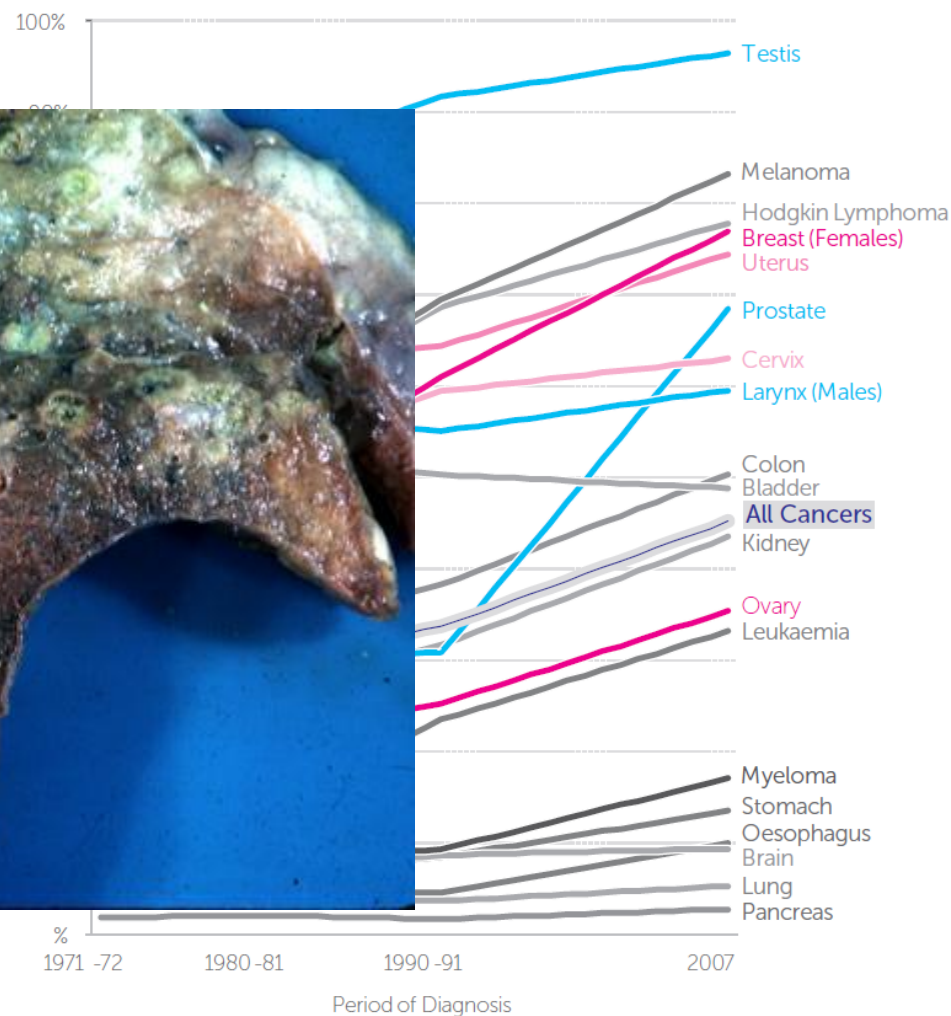 100%
Testis
Melanoma
Hodgkin Lymphoma
Breast (Females)
Uterus
Prostate
Cervix
Larynx (Males)
Colon
Bladder
All Cancers
Kidney
Ovary
Leukaemia
Myeloma
Stomach
Oesophagus
Brain
Lung
Pancreas
%
1971 -72 1980 -81 1990 -91 2007
Period of Diagnosis